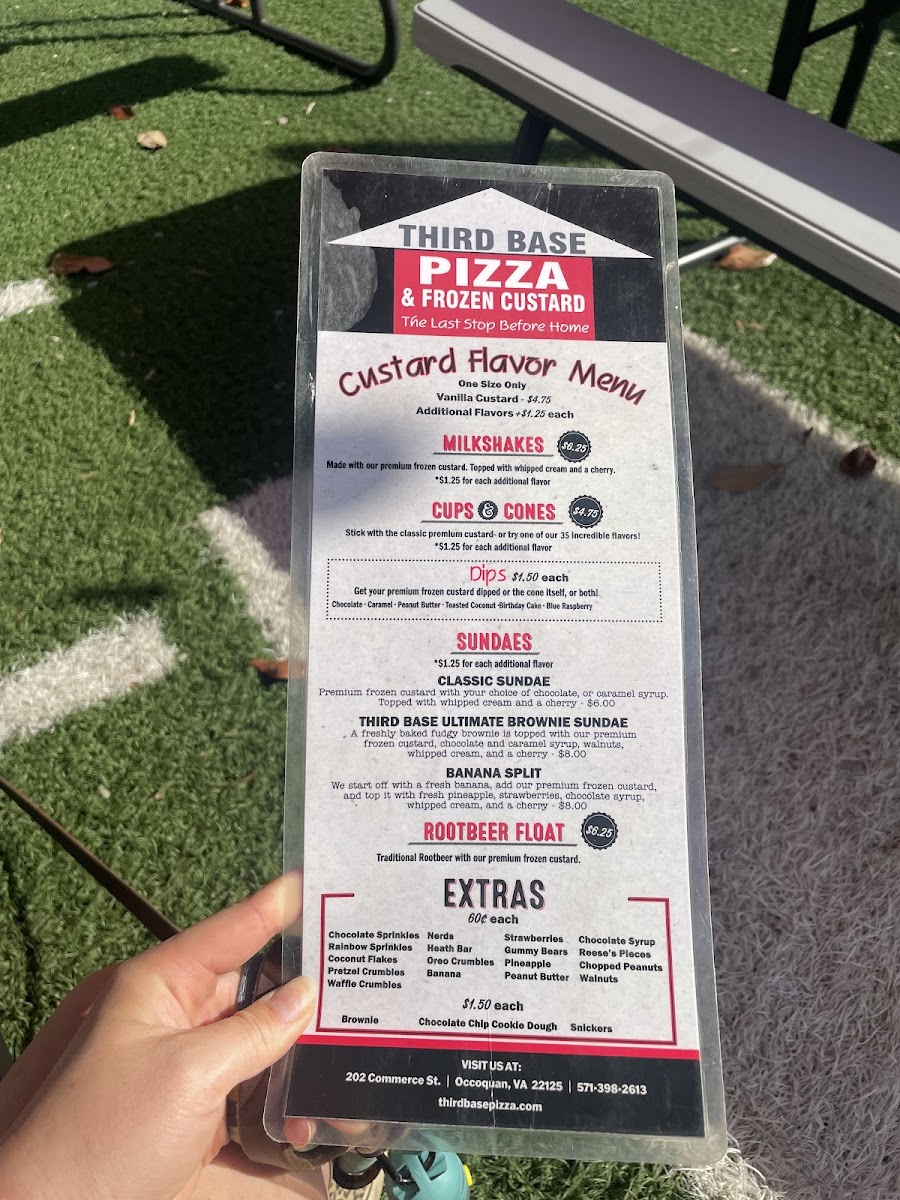 THIRD BASE
PIZZA
& FROZEN CUSTARD
The Last Stop Before Home
Custard Flavor Menu
One Size Only
Vanilla Custard - $4.75
Additional Flavors +$1.25 each
MILKSHAKES $6.25
Made with our premium frozen custard. Topped with whipped cream and a cherry.
*$1.25 for each additional flavor
CUPS & CONES $4.75
Stick with the classic premium custard- or try one of our 35 incredible flavors!
*$1.25 for each additional flavor
Dips $1.50 each
Get your premium frozen custard dipped or the cone itself, or both!
Chocolate - Caramel - Peanut Butter - Toasted Coconut -Birthday Cake - Blue Raspberry
SUNDAES
*$1.25 for each additional flavor
CLASSIC SUNDAE
Premium frozen custard with your choice of chocolate, or caramel syrup.
Topped with whipped cream and a cherry - $6.00
THIRD BASE ULTIMATE BROWNIE SUNDAE
A freshly baked fudgy brownie is topped with our premium
frozen custard, chocolate and caramel syrup, walnuts,
whipped cream, and a cherry - $8.00
BANANA SPLIT
We start off with a fresh banana, add our premium frozen custard,
and top it with fresh pineapple, strawberries, chocolate syrup,
whipped cream, and a cherry - $8.00
ROOTBEER FLOAT $6.25
Traditional Rootbeer with our premium frozen custard.
EXTRAS
60¢ each
Chocolate Sprinkles Nerds Strawberries Chocolate Syrup
Rainbow Sprinkles Heath Bar Gummy Bears Reese's Pieces
Coconut Flakes Oreo Crumbles Pineapple Chopped Peanuts
Pretzel Crumbles Banana Peanut Butter Walnuts
Waffle Crumbles
$1.50 each
Brownie Chocolate Chip Cookie Dough Snickers
VISIT US AT:
202 Commerce St. | Occoquan, VA 22125 | 571-398-2613
thirdbasepizza.com